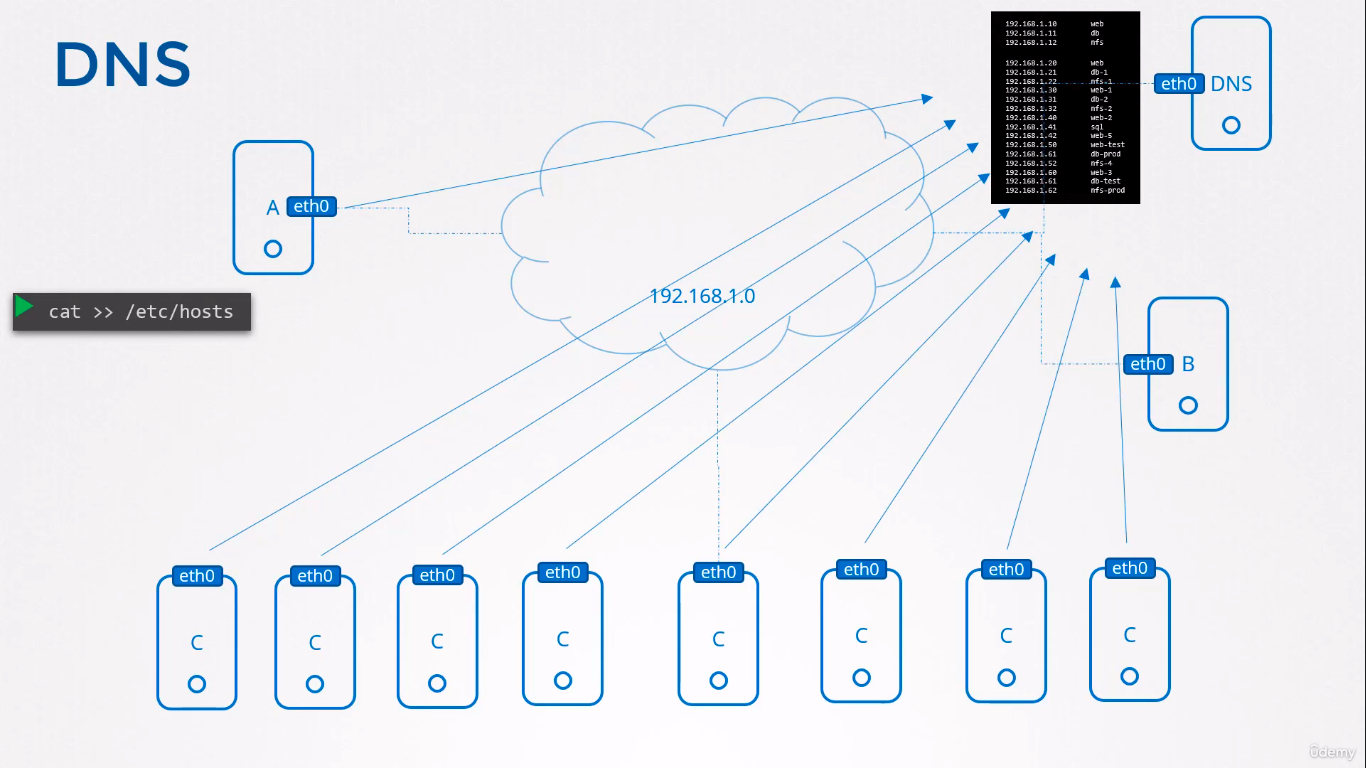 DNS
192.168.1.10 web
192.168.1.11 db
192.168.1.12 nfs
192.168.1.20 web
192.168.1.21 db-1
192.168.1.22 nfs-1
192.168.1.30 web-1
192.168.1.31 db-2
192.168.1.32 nfs-2
192.168.1.40 web-2
192.168.1.41 sql
192.168.1.42 web-5
192.168.1.50 web-test
192.168.1.61 db-prod
192.168.1.52 nfs-4
192.168.1.60 web-3
192.168.1.61 db-test
192.168.1.62 nfs-prod
eth0 DNS
A eth0
192.168.1.0
cat >> /etc/hosts
eth0 B
eth0 eth0 eth0 eth0 eth0 eth0 eth0 eth0
C C C C C C C C
ûdemy